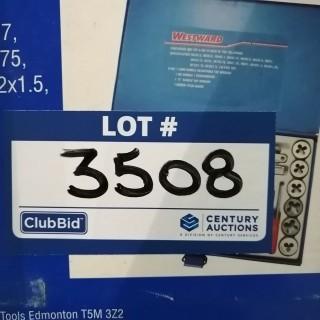 7,
75,
2x1.5,
WESTWARD
LOT #
3508
ClubBid
CENTURY
AUCTIONS
A DIVISION OF CENTURY SERVICES
Tools Edmonton T5M 3Z2